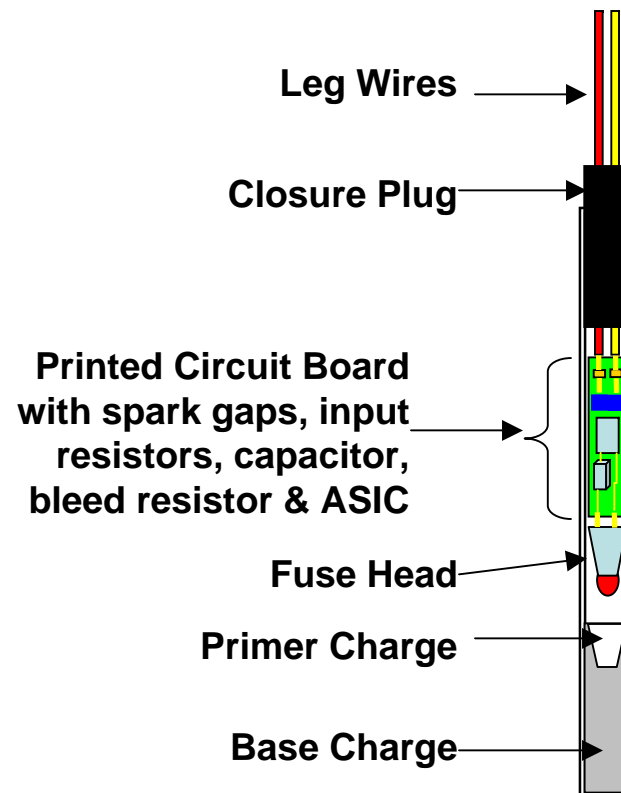 Leg Wires
Closure Plug
Printed Circuit Board
with spark gaps, input
resistors, capacitor,
bleed resistor & ASIC
Fuse Head
Primer Charge
Base Charge